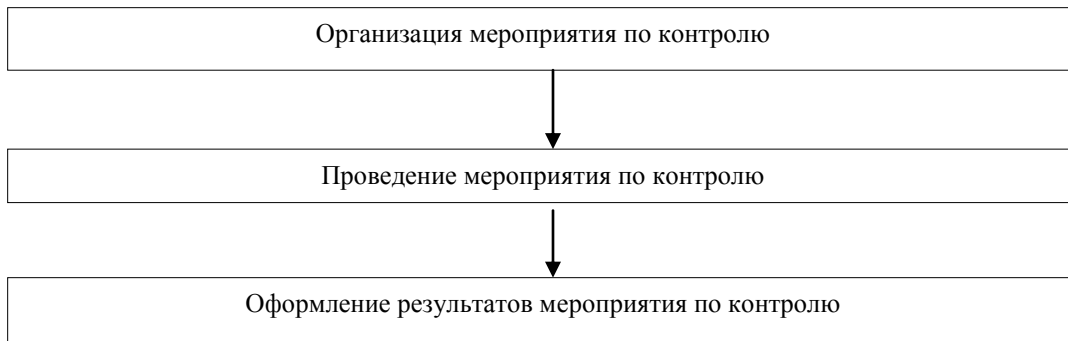 Организация мероприятия по контролю
Проведение мероприятия по контролю
Оформление результатов мероприятия по контролю